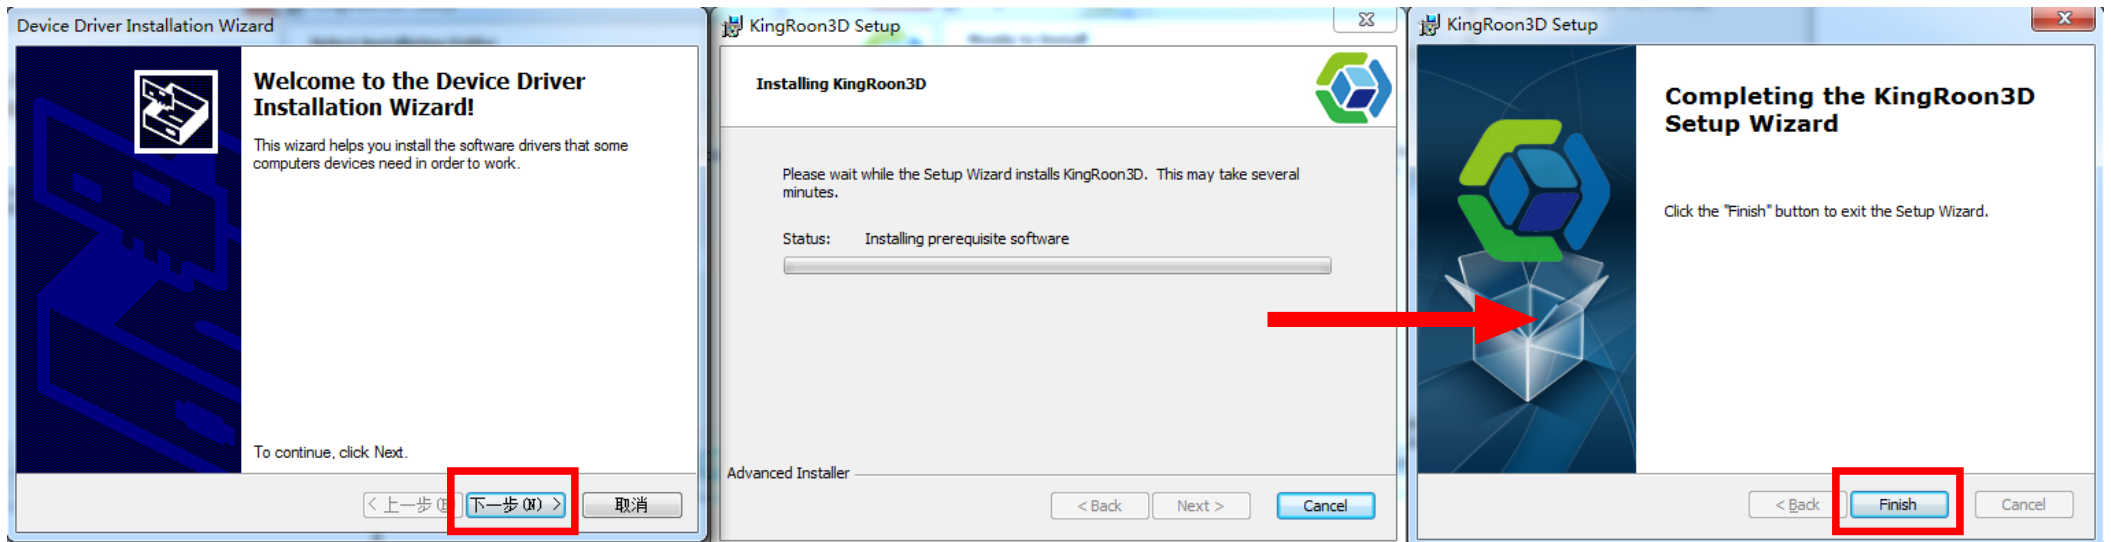 Device Driver Installation Wizard
Welcome to the Device Driver
Installation Wizard!
This wizard helps you install the software drivers that some
computers devices need in order to work.
To continue, click Next.
< 上一步
下一步(N) >
取消
KingRoon3D Setup
Installing KingRoon3D
Please wait while the Setup Wizard installs KingRoon3D. This may take several
minutes.
Status: Installing prerequisite software
Advanced Installer
< Back
Next >
Cancel
KingRoon3D Setup
Completing the KingRoon3D
Setup Wizard
Click the "Finish" button to exit the Setup Wizard.
< Back
Finish
Cancel